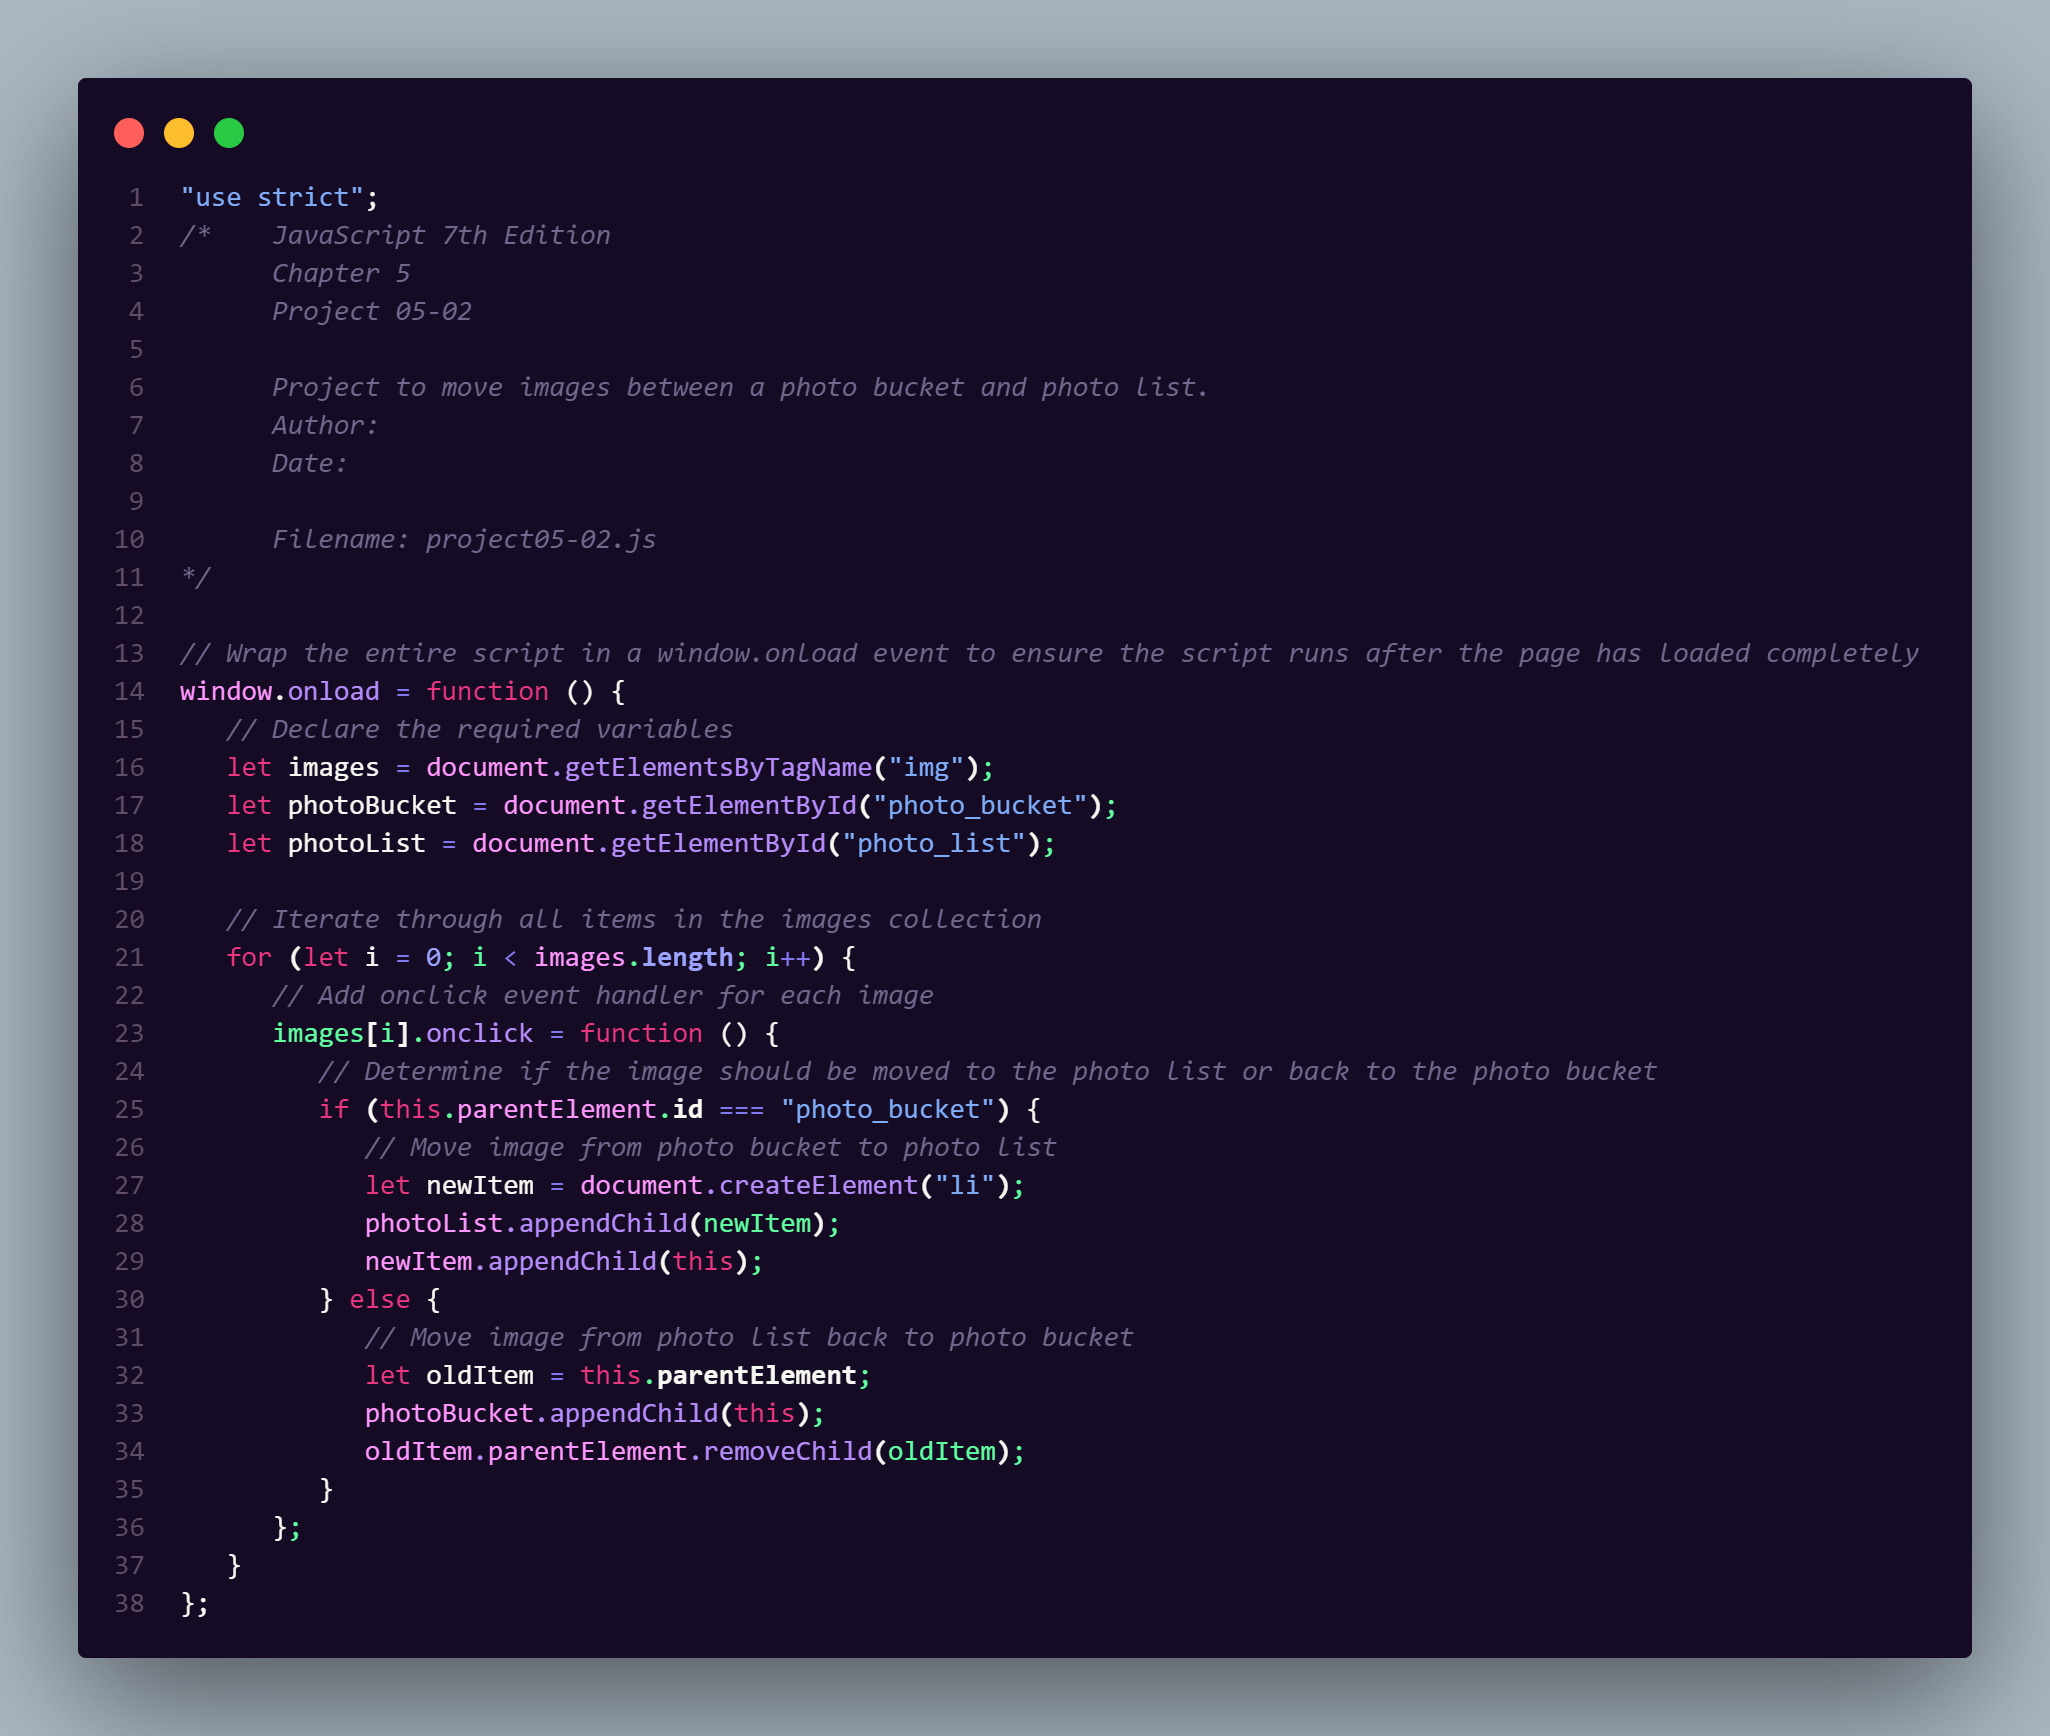 1 "use strict";
2 /*    JavaScript 7th Edition
3       Chapter 5
4       Project 05-02
5
6       Project to move images between a photo bucket and photo list.
7       Author:
8       Date:
9
10       Filename: project05-02.js
11 */
12
13 // Wrap the entire script in a window.onload event to ensure the script runs after the page has loaded completely
14 window.onload = function () {
15    // Declare the required variables
16    let images = document.getElementsByTagName("img");
17    let photoBucket = document.getElementById("photo_bucket");
18    let photoList = document.getElementById("photo_list");
19
20    // Iterate through all items in the images collection
21    for (let i = 0; i < images.length; i++) {
22       // Add onclick event handler for each image
23       images[i].onclick = function () {
24          // Determine if the image should be moved to the photo list or back to the photo bucket
25          if (this.parentElement.id === "photo_bucket") {
26             // Move image from photo bucket to photo list
27             let newItem = document.createElement("li");
28             photoList.appendChild(newItem);
29             newItem.appendChild(this);
30          } else {
31             // Move image from photo list back to photo bucket
32             let oldItem = this.parentElement;
33             photoBucket.appendChild(this);
34             oldItem.parentElement.removeChild(oldItem);
35          }
36       };
37    }
38 };